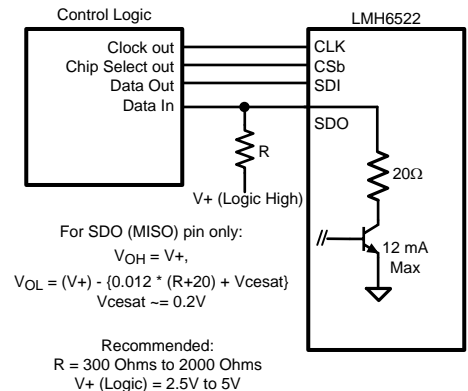 Control Logic
LMH6522
Clock out
CLK
Chip Select out
CSb
Data Out
SDI
Data In
SDO
R
20Ω
V+ (Logic High)
12 mA
Max
For SDO (MISO) pin only:
VOH = V+,
VOL = (V+) - {0.012 * (R+20) + Vcesat}
Vcesat ~= 0.2V
Recommended:
R = 300 Ohms to 2000 Ohms
V+ (Logic) = 2.5V to 5V